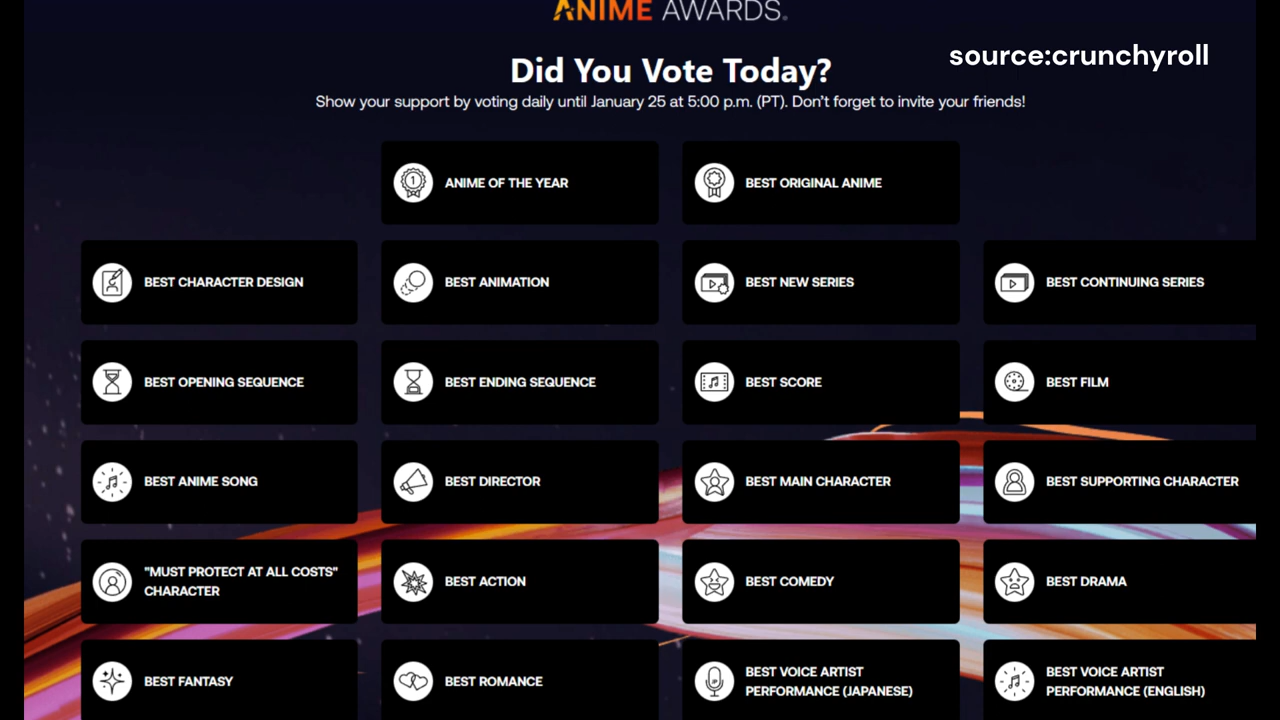 ANIME AWARDS®
source:crunchyroll
Did You Vote Today?
Show your support by voting daily until January 25 at 5:00 p.m. (PT). Don't forget to invite your friends!
1 ANIME OF THE YEAR
BEST ORIGINAL ANIME
BEST CHARACTER DESIGN
BEST ANIMATION
BEST NEW SERIES
BEST CONTINUING SERIES
BEST OPENING SEQUENCE
BEST ENDING SEQUENCE
BEST SCORE
BEST FILM
BEST ANIME SONG
BEST DIRECTOR
BEST MAIN CHARACTER
BEST SUPPORTING CHARACTER
"MUST PROTECT AT ALL COSTS"
CHARACTER
BEST ACTION
BEST COMEDY
BEST DRAMA
BEST FANTASY
BEST ROMANCE
JP
BEST VOICE ARTIST
PERFORMANCE (JAPANESE)
BEST VOICE ARTIST
PERFORMANCE (ENGLISH)